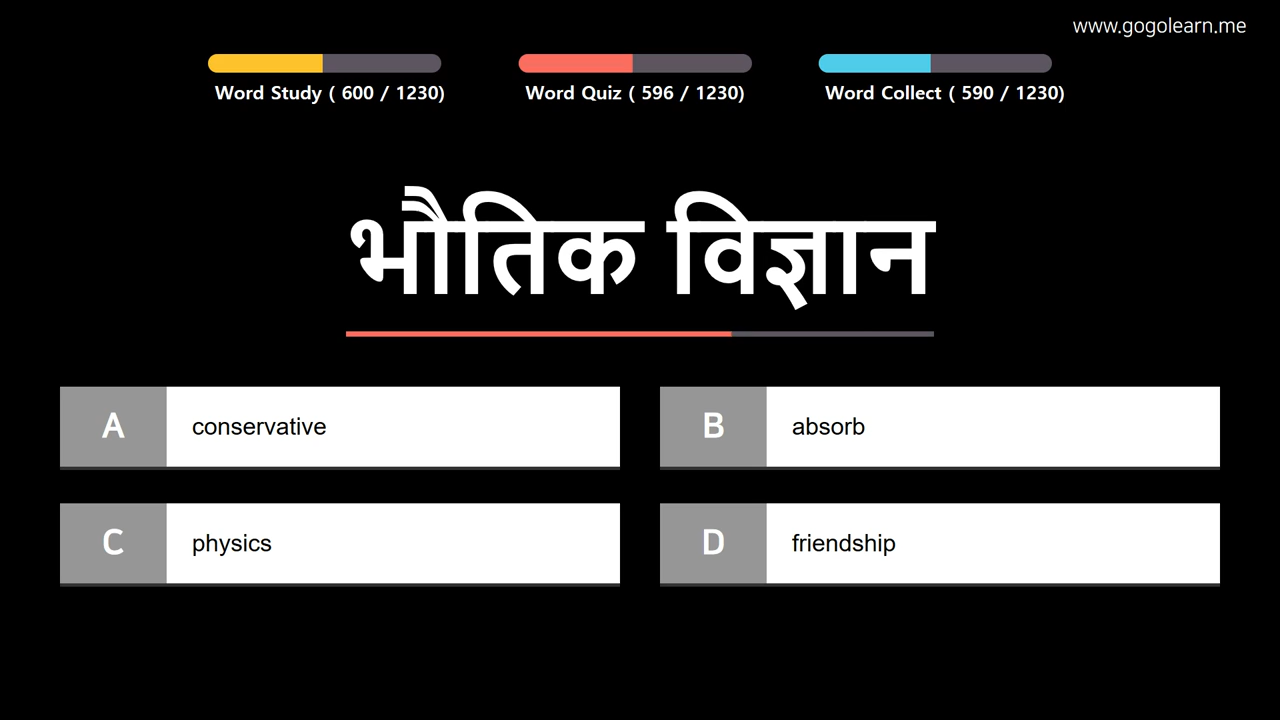 www.gogolearn.me
Word Study ( 600 / 1230)
Word Quiz ( 596 / 1230)
Word Collect ( 590 / 1230)
भौतिक विज्ञान
A conservative
B absorb
C physics
D friendship